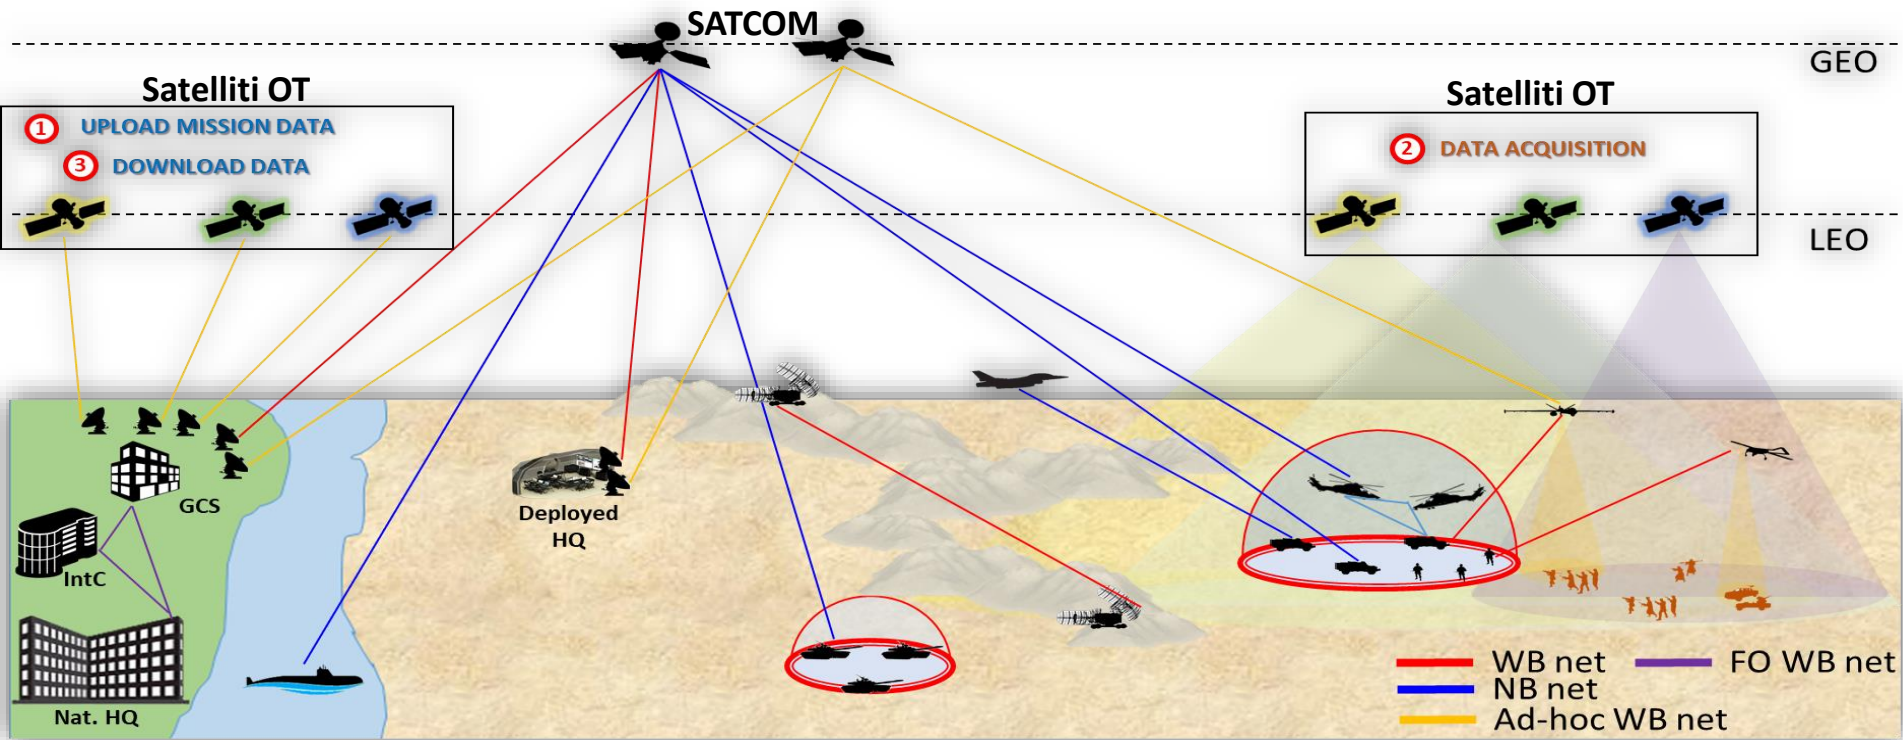 SATCOM
GEO
Satelliti OT
1 UPLOAD MISSION DATA
3 DOWNLOAD DATA
Satelliti OT
2 DATA ACQUISITION
LEO
GCS
IntC
Nat. HQ
Deployed
HQ
WB net
FO WB net
NB net
Ad-hoc WB net